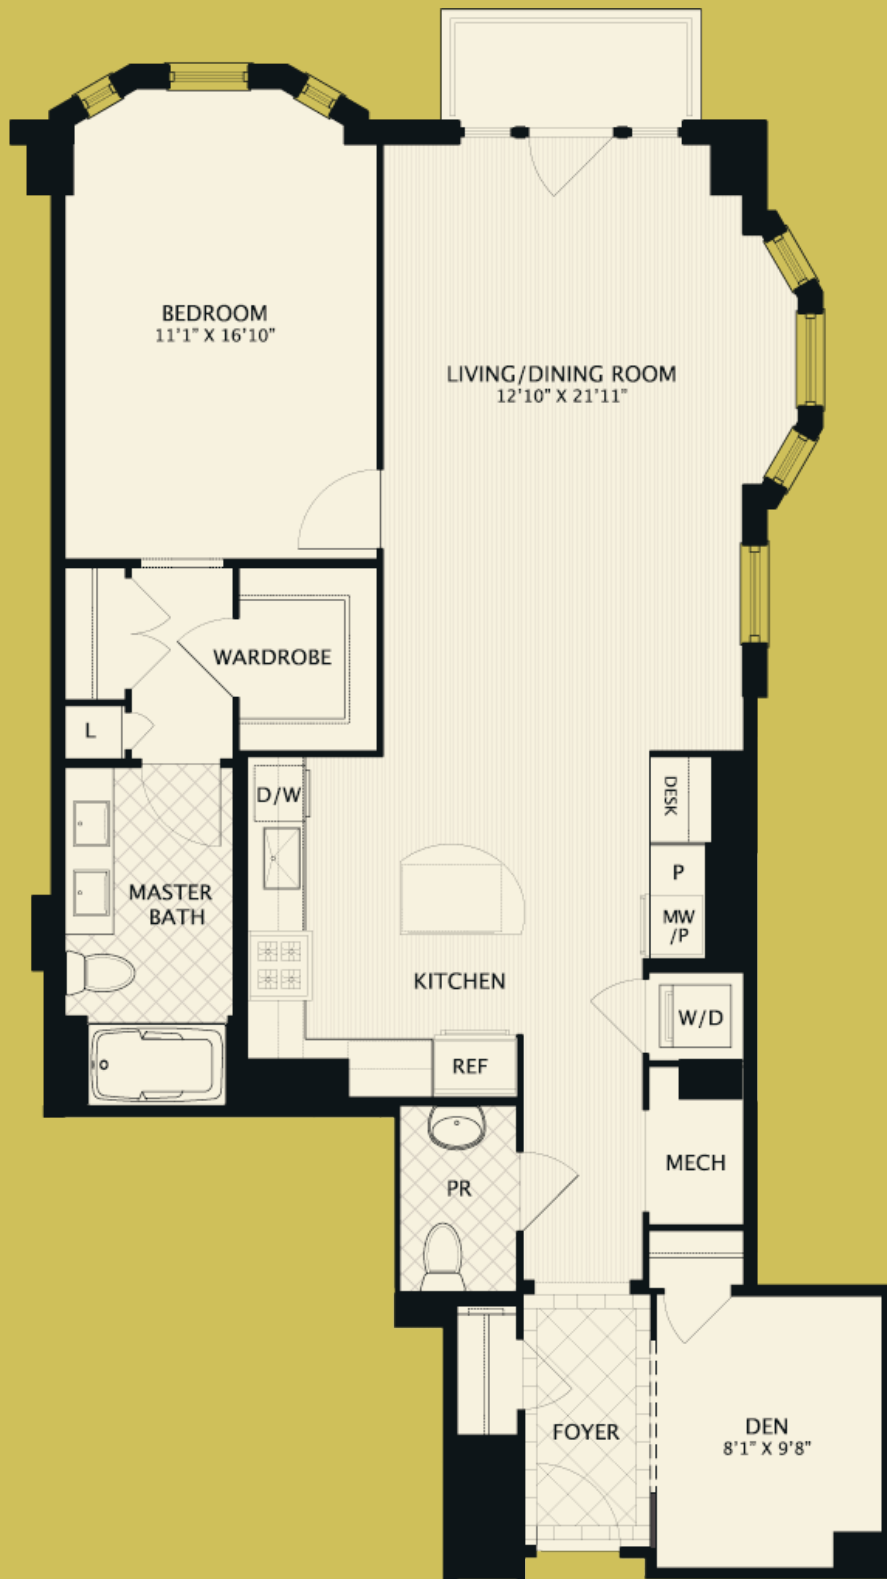 BEDROOM
11'1" X 16'10"
LIVING/DINING ROOM
12'10" X 21'11"
WARDROBE
L
D/W
DESK
P
MW
/P
MASTER
BATH
KITCHEN
W/D
REF
MECH
PR
FOYER
DEN
8'1" X 9'8"